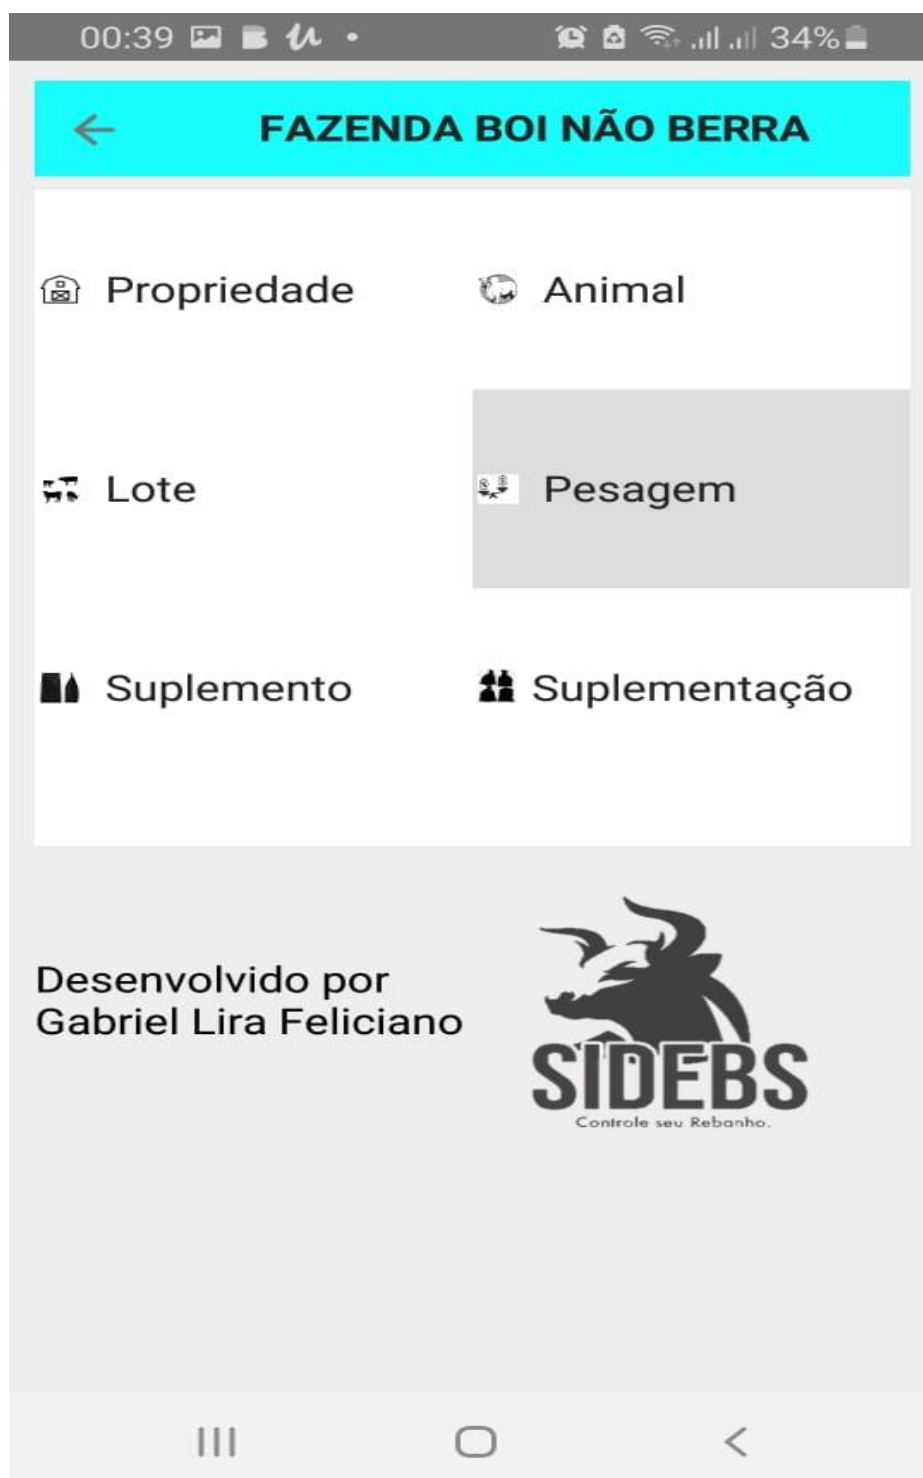 00:39 34%
FAZENDA BOI NÃO BERRA
Propriedade Animal
Lote Pesagem
Suplemento Suplementação
Desenvolvido por
Gabriel Lira Feliciano
SIDEBS
Controle seu Rebanho.